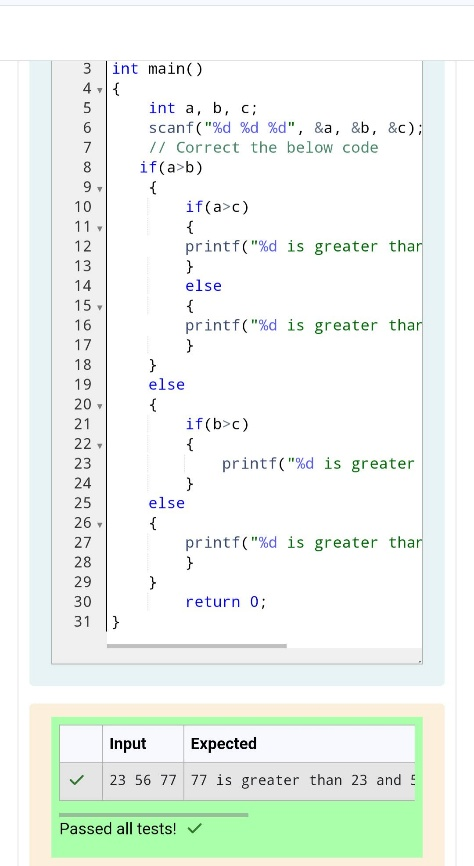 3 int main()
4 {
5 int a, b, c;
6 scanf("%d %d %d", &a, &b, &c);
7 // Correct the below code
8 if(a>b)
9 {
10 if(a>c)
11 {
12 printf("%d is greater than
13 }
14 else
15 {
16 printf("%d is greater than
17 }
18 }
19 else
20 {
21 if(b>c)
22 {
23 printf("%d is greater
24 }
25 else
26 {
27 printf("%d is greater than
28 }
29 }
30 return 0;
31 }
Input Expected
23 56 77 77 is greater than 23 and 5
Passed all tests!